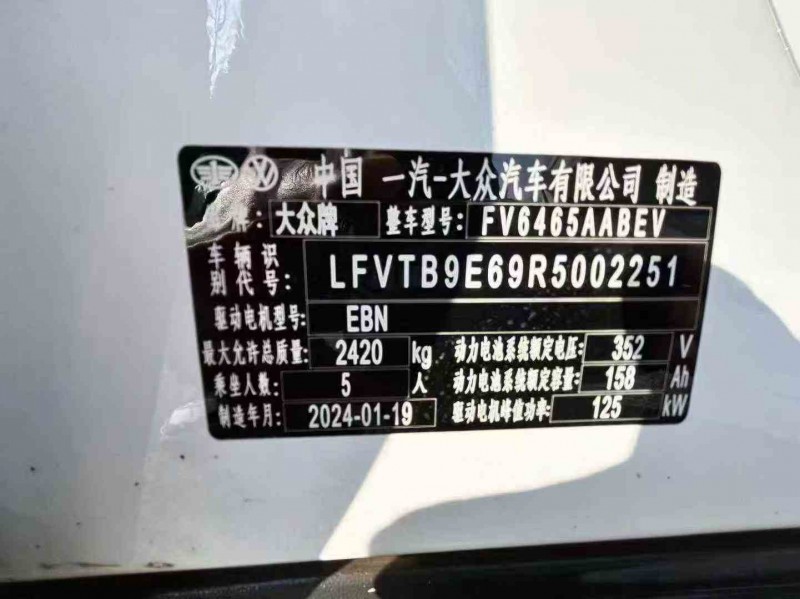 中国 一汽-大众汽车有限公司 制造
牌: 大众牌 整车型号: FV6465AABEV
车辆识别代号: LFVTB9E69R5002251
驱动电机型号: EBN
最大允许总质量: 2420 kg 动力电池系统额定电压: 352 V
乘坐人数: 5 人 动力电池系统额定容量: 158 Ah
制造年月: 2024-01-19 驱动电机峰值功率: 125 kW